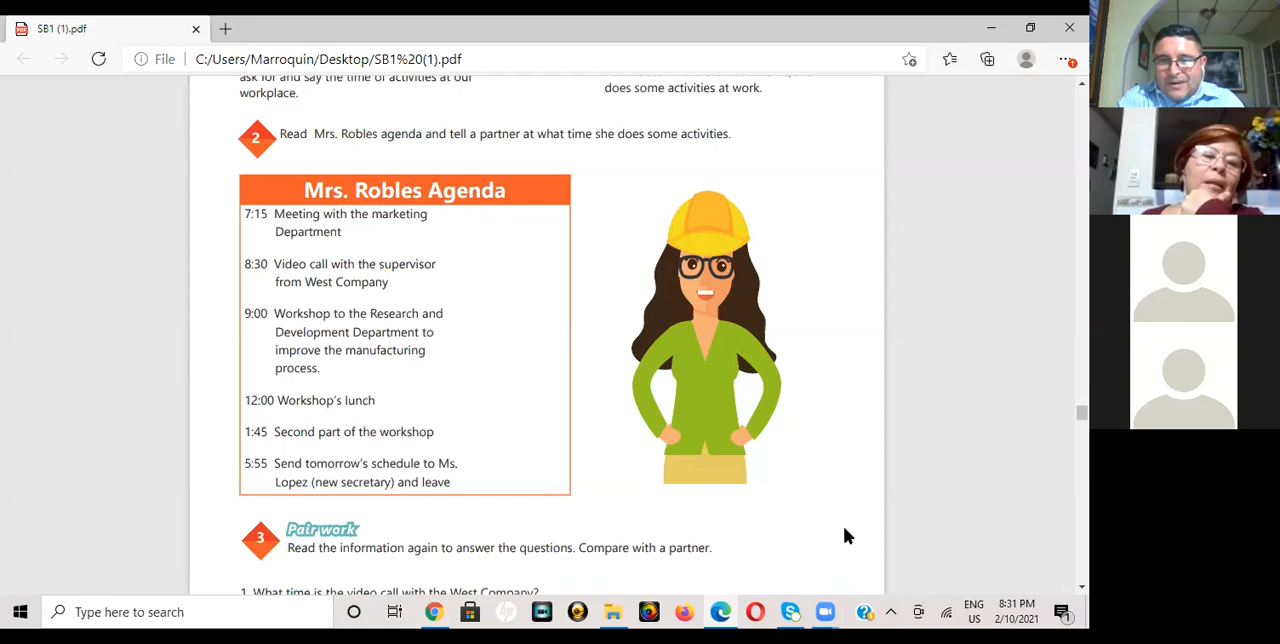 SB1 (1).pdf
File
C:/Users/Marroquin/Desktop/SB1%20(1).pdf
ask for and say the time of activities at our
workplace.
does some activities at work.
2
Read Mrs. Robles agenda and tell a partner at what time she does some activities.
Mrs. Robles Agenda
7:15 Meeting with the marketing
Department
8:30 Video call with the supervisor
from West Company
9:00 Workshop to the Research and
Development Department to
improve the manufacturing
process.
12:00 Workshop's lunch
1:45 Second part of the workshop
5:55 Send tomorrow's schedule to Ms.
Lopez (new secretary) and leave
3
Pair work
Read the information again to answer the questions. Compare with a partner.
1. What time is the video call with the West Company?
Type here to search
ENG
US
8:31 PM
2/10/2021